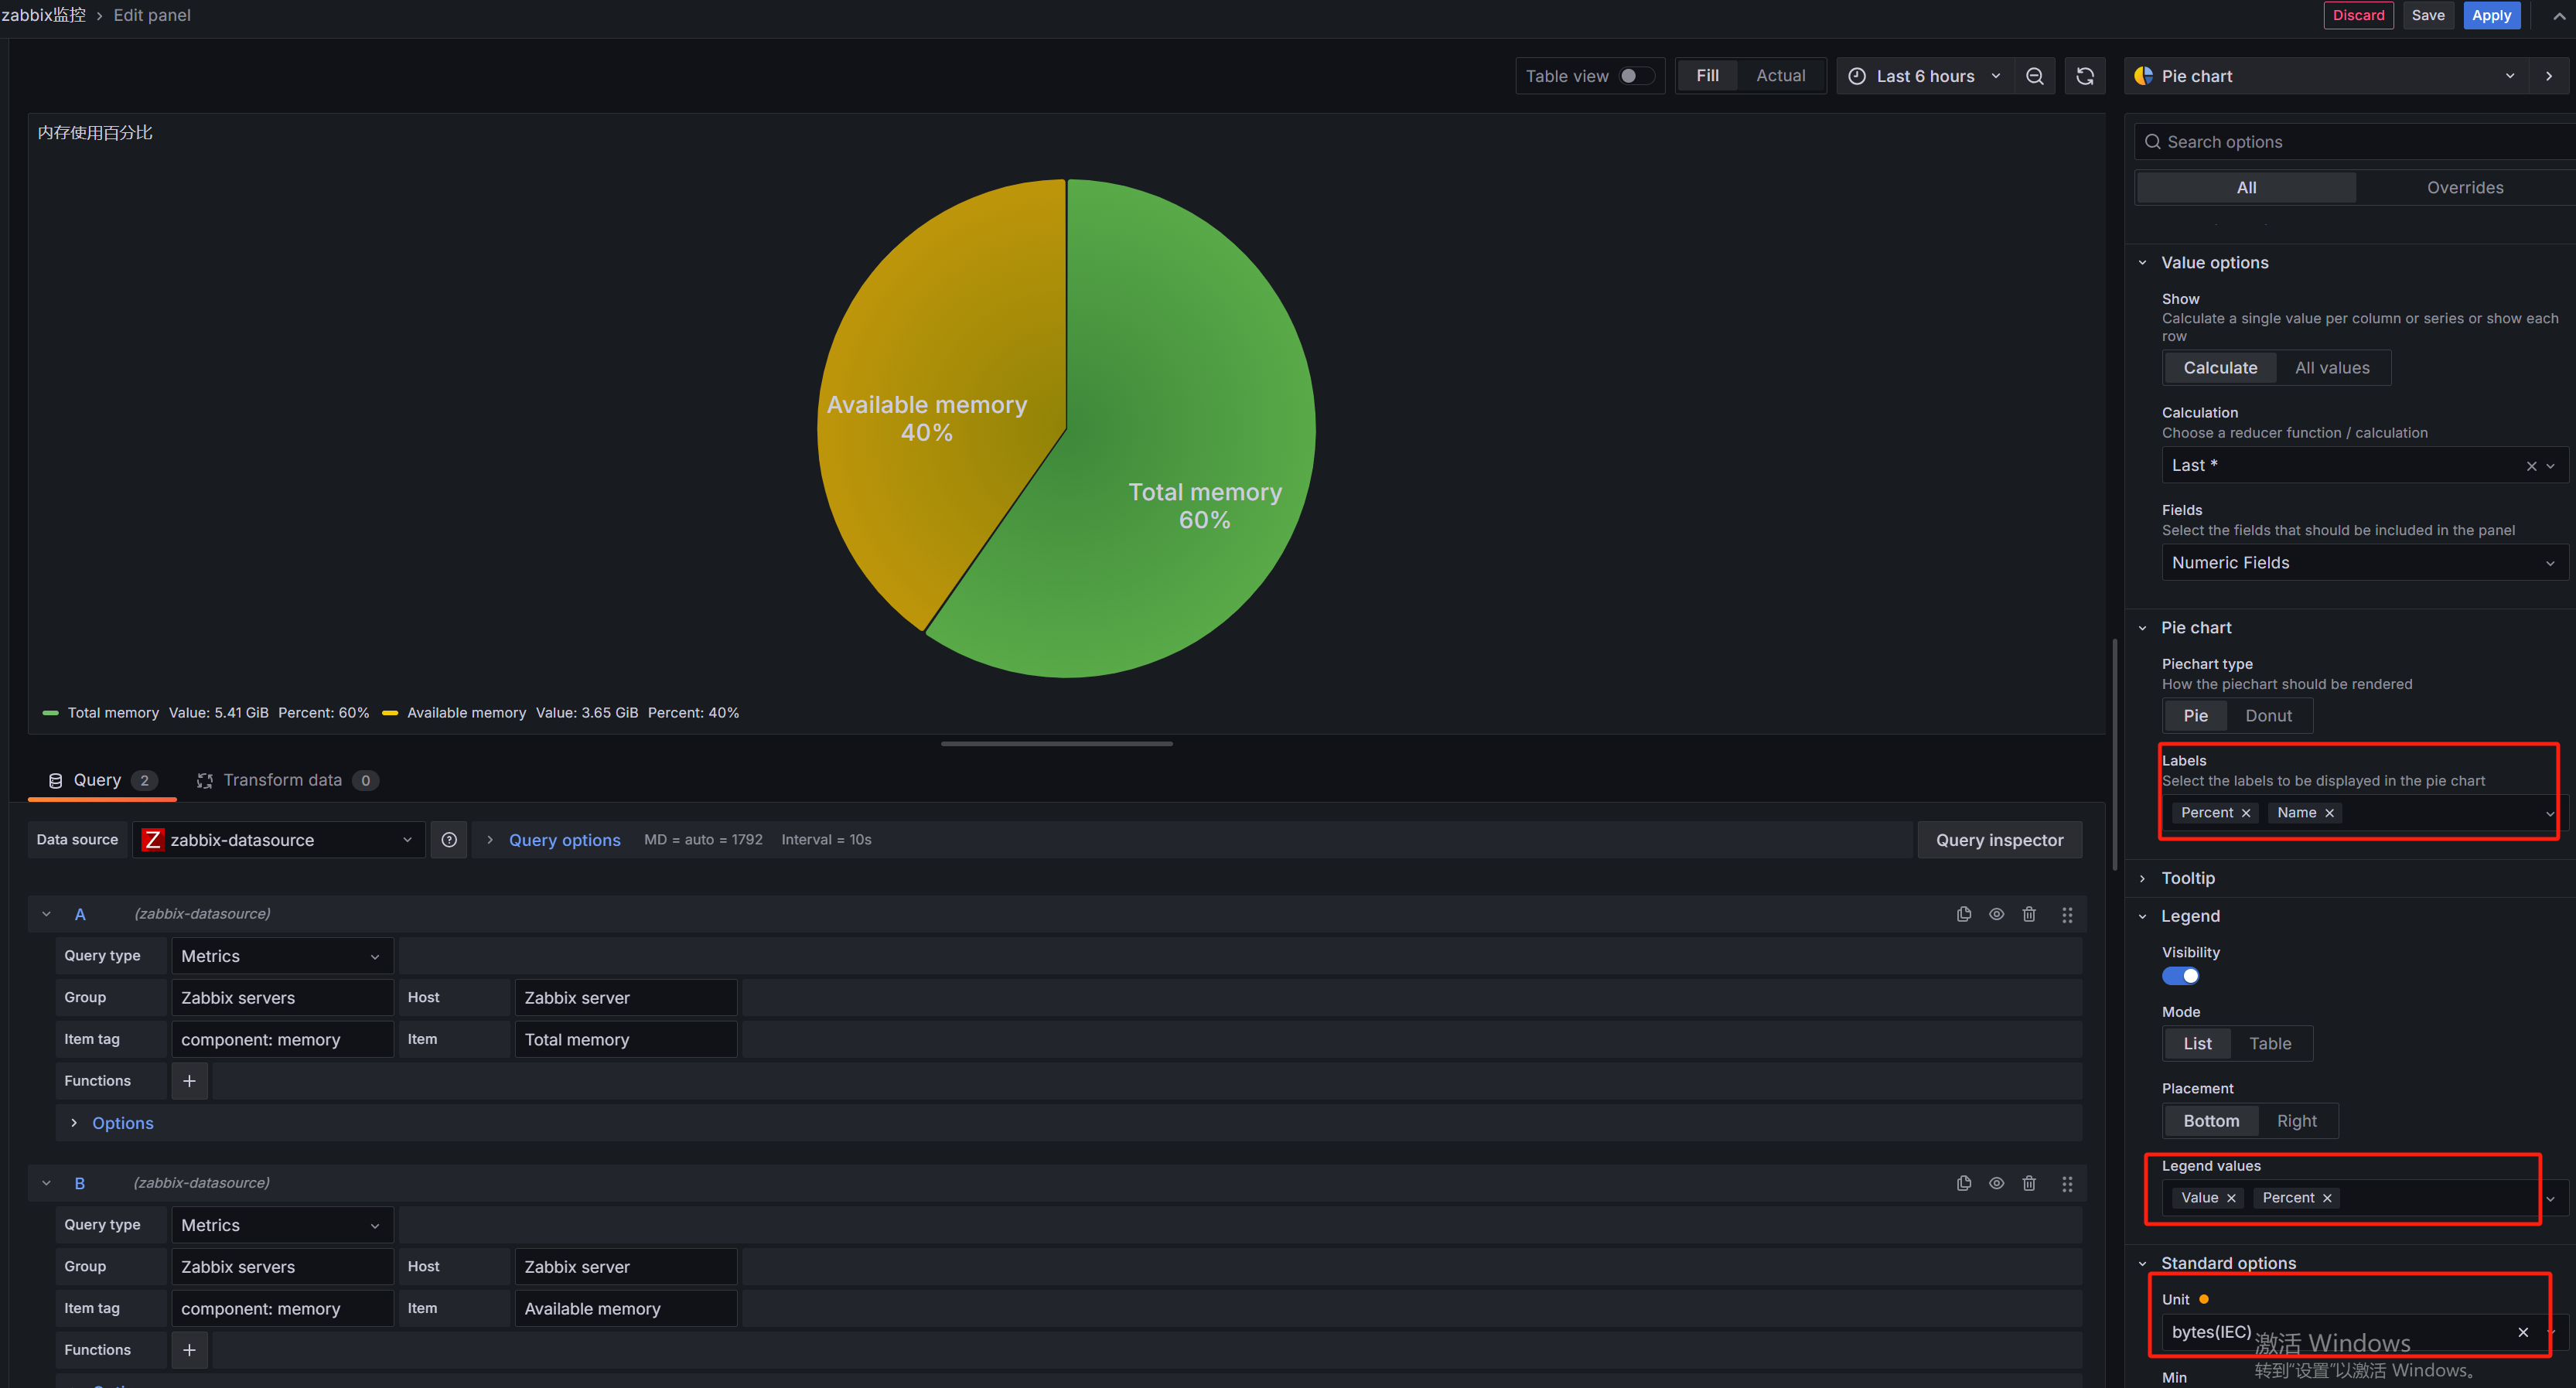 zabbix监控 › Edit panel
Discard Save Apply
Table view Fill Actual Last 6 hours
Pie chart
内存使用百分比
Available memory
40%
Total memory
60%
Total memory Value: 5.41 GiB Percent: 60% Available memory Value: 3.65 GiB Percent: 40%
Query 2 Transform data 0
Data source Z zabbix-datasource Query options MD = auto = 1792 Interval = 10s Query inspector
A (zabbix-datasource)
Query type Metrics
Group Zabbix servers Host Zabbix server
Item tag component: memory Item Total memory
Functions +
Options
B (zabbix-datasource)
Query type Metrics
Group Zabbix servers Host Zabbix server
Item tag component: memory Item Available memory
Functions +
Search options
All Overrides
Value options
Show
Calculate a single value per column or series or show each
row
Calculate All values
Calculation
Choose a reducer function / calculation
Last *
Fields
Select the fields that should be included in the panel
Numeric Fields
Pie chart
Piechart type
How the piechart should be rendered
Pie Donut
Labels
Select the labels to be displayed in the pie chart
Percent Name
Tooltip
Legend
Visibility
Mode
List Table
Placement
Bottom Right
Legend values
Value Percent
Standard options
Unit
bytes(IEC)
激活 Windows
转到"设置"以激活 Windows。
Min